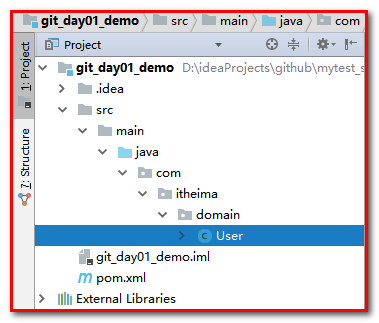 git_day01_demo src main java com
Project
git_day01_demo D:\ideaProjects\github\mytest_s
.idea
src
main
java
com
itheima
domain
User
git_day01_demo.iml
pom.xml
External Libraries
1: Project
7: Structure